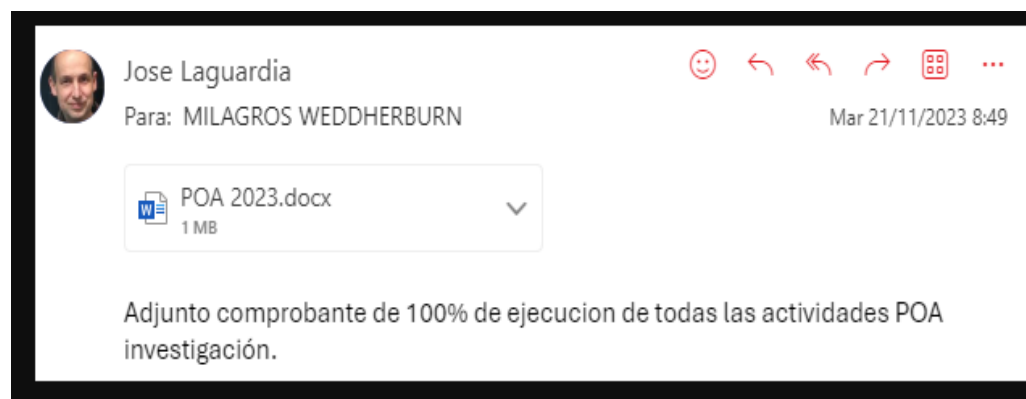 Jose Laguardia
Para: MILAGROS WEDDHERBURN
Mar 21/11/2023 8:49
POA 2023.docx
1 MB
Adjunto comprobante de 100% de ejecucion de todas las actividades POA
investigación.